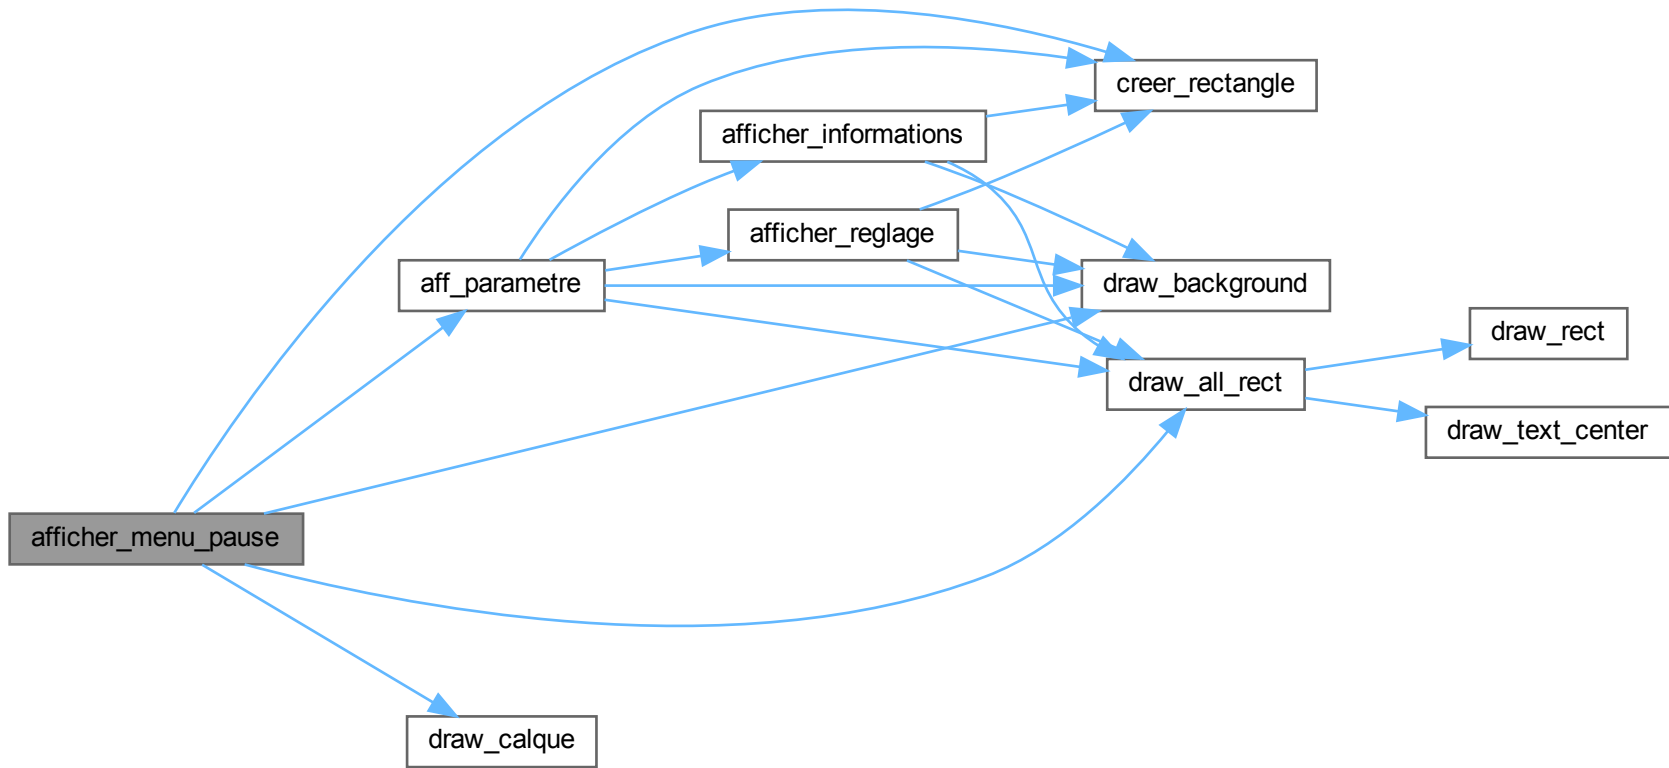 creer_rectangle
afficher_informations
afficher_reglage
aff_parametre
draw_background
draw_rect
draw_all_rect
draw_text_center
afficher_menu_pause
draw_calque